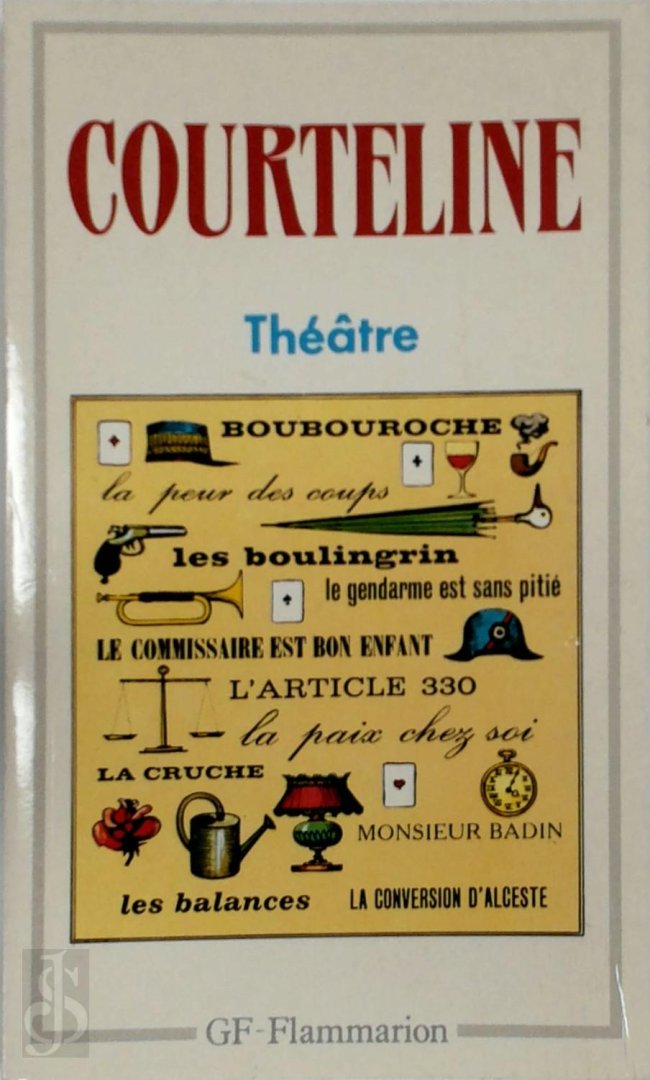 COURTELINE
Théâtre
BOUBOUROCHE
la peur des coups
les boulingrin
le gendarme est sans pitié
LE COMMISSAIRE EST BON ENFANT
L'ARTICLE 330
la paix chez soi
LA CRUCHE
MONSIEUR BADIN
les balances
LA CONVERSION D'ALCESTE
GF-Flammarion